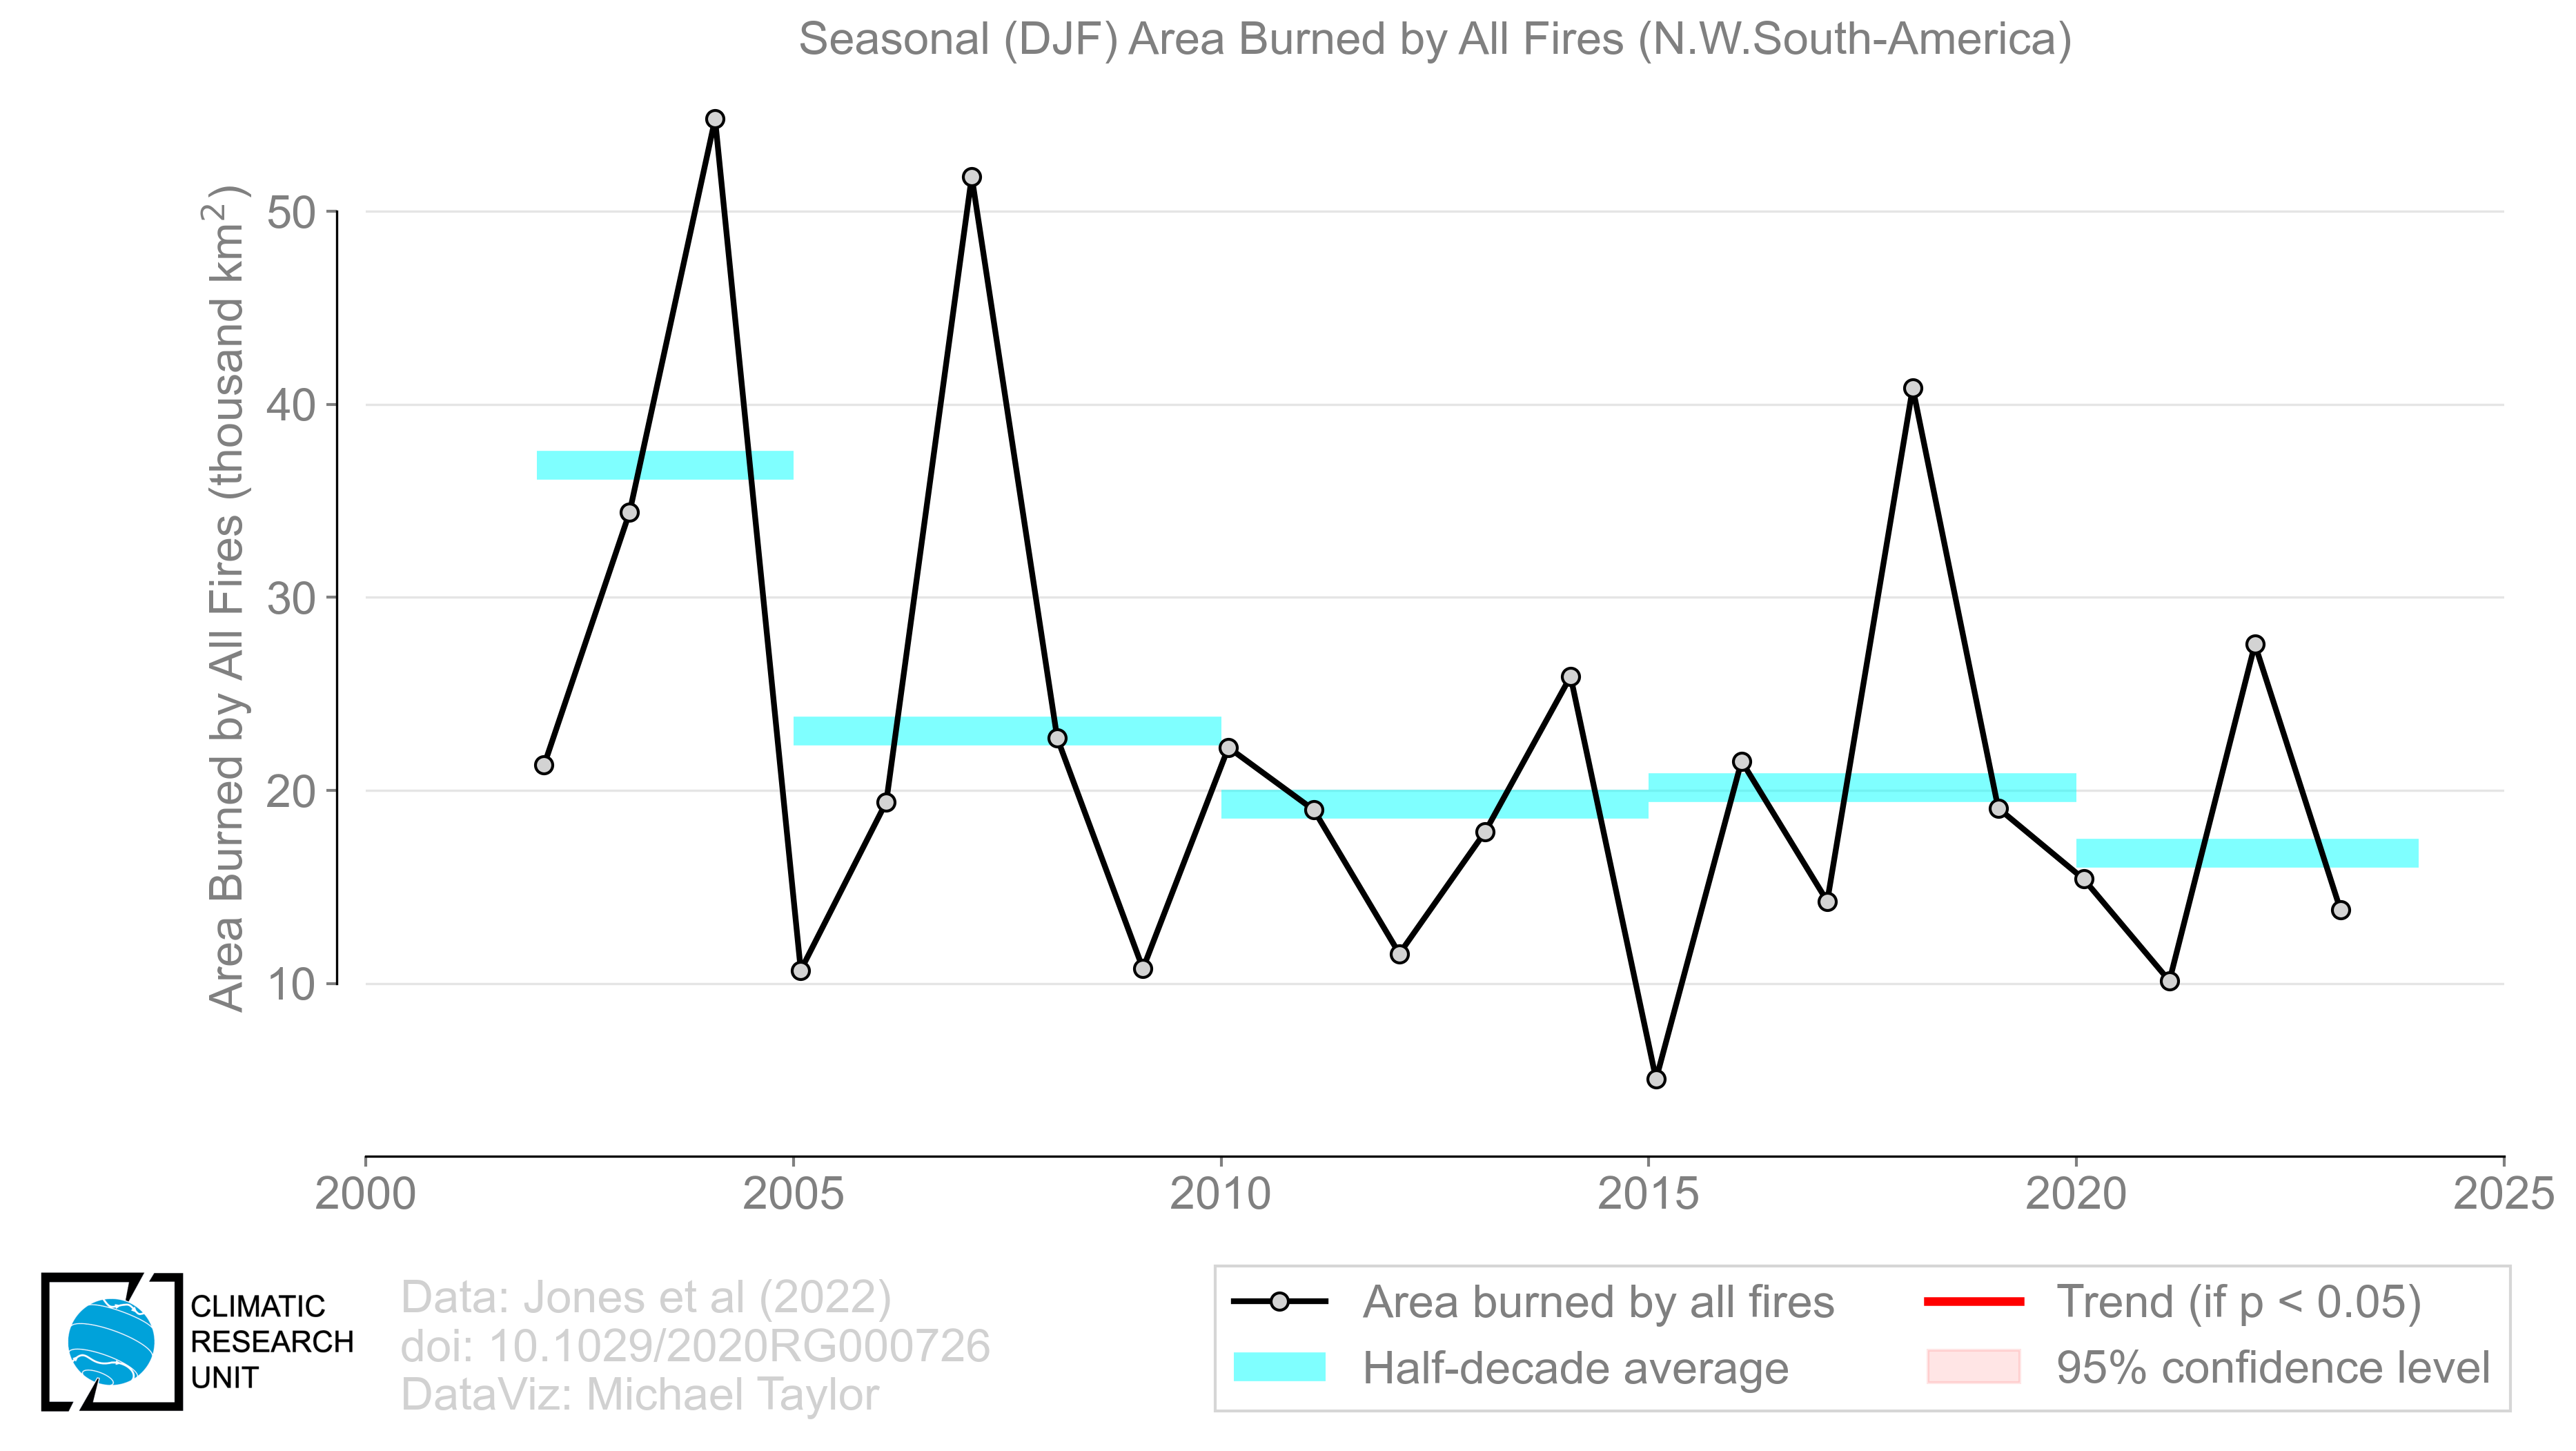 Seasonal (DJF) Area Burned by All Fires (N.W.South-America)
Area Burned by All Fires (thousand km²)
50
40
30
20
10
2000 2005 2010 2015 2020 2025
CLIMATIC
RESEARCH
UNIT
Data: Jones et al (2022)
doi: 10.1029/2020RG000726
DataViz: Michael Taylor
Area burned by all fires
Half-decade average
Trend (if p < 0.05)
95% confidence level